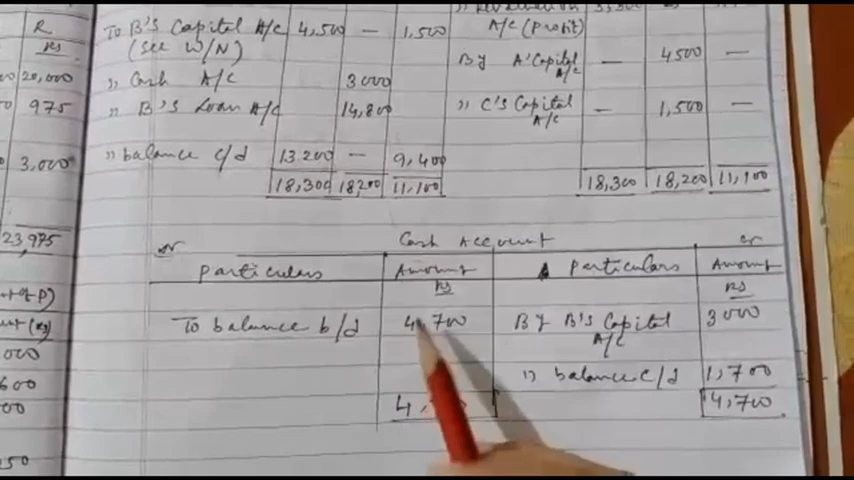 R
Rs
20,000
975
3,000
23,975
To B's Capital A/c 4,500 — 1,500
(See W/N)
,, Cash A/c 3000
,, B's Loan A/c 14,800
,, balance c/d 13200 — 9,400
18,300 18,200 11,100
A/c (Profit)
By A'Capital — 4500 —
A/c
,, C's Capital — 1,500 —
A/c
18,300 18,200 11,100
Cash Account
Dr
cr
Particulars Amount Particulars Amount
Rs Rs
To balance b/d 4,700 By B's Capital 3000
A/c
,, balance c/d 1,700
4, 4,700